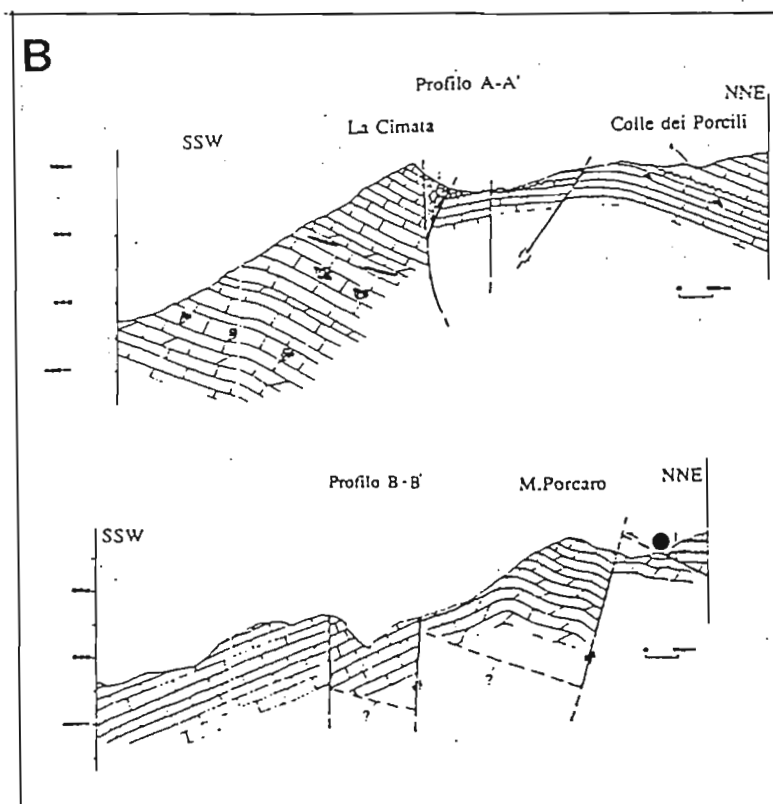 B
Profilo A-A'
NNE
La Cimata
Colle dei Porcili
SSW
Profilo B-B'
M.Porcaro
NNE
SSW
?
?